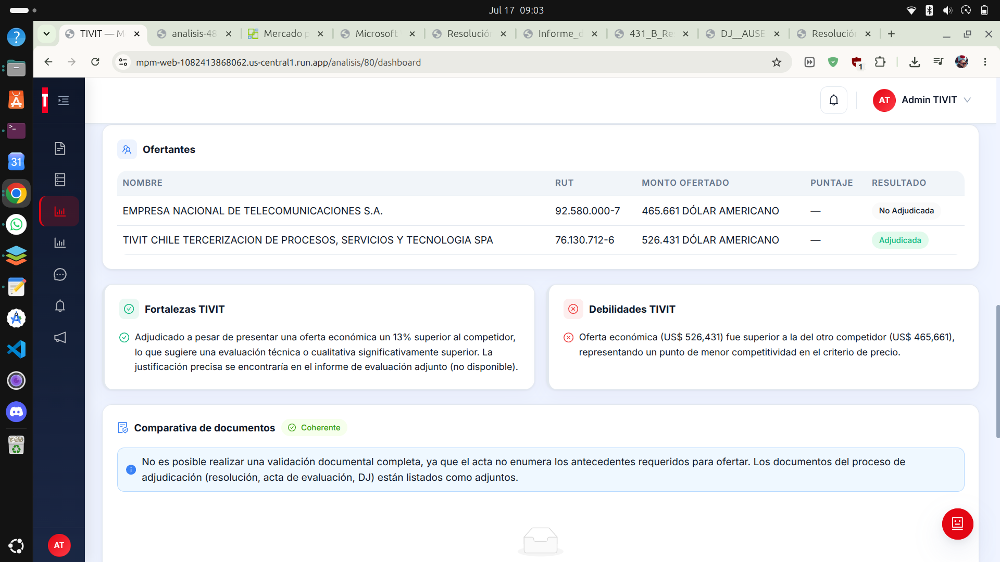 Jul 17 09:03
TIVIT — M
analisis-48
Mercado p
Microsoft
Resolución
Informe_d
431_B_Re
DJ__AUSE
Resolución
mpm-web-1082413868062.us-central1.run.app/analisis/80/dashboard
1
31
T
AT
Admin TIVIT
Ofertantes
NOMBRE RUT MONTO OFERTADO PUNTAJE RESULTADO
EMPRESA NACIONAL DE TELECOMUNICACIONES S.A. 92.580.000-7 465.661 DÓLAR AMERICANO — No Adjudicada
TIVIT CHILE TERCERIZACION DE PROCESOS, SERVICIOS Y TECNOLOGIA SPA 76.130.712-6 526.431 DÓLAR AMERICANO — Adjudicada
Fortalezas TIVIT
Adjudicado a pesar de presentar una oferta económica un 13% superior al competidor,
lo que sugiere una evaluación técnica o cualitativa significativamente superior. La
justificación precisa se encontraría en el informe de evaluación adjunto (no disponible).
Debilidades TIVIT
Oferta económica (US$ 526,431) fue superior a la del otro competidor (US$ 465,661),
representando un punto de menor competitividad en el criterio de precio.
Comparativa de documentos Coherente
No es posible realizar una validación documental completa, ya que el acta no enumera los antecedentes requeridos para ofertar. Los documentos del proceso de
adjudicación (resolución, acta de evaluación, DJ) están listados como adjuntos.
AT